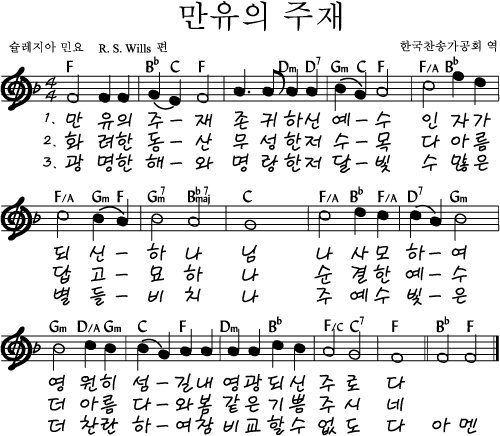 만유의 주재
슐레지아 민요 R. S. Wills 편 한국찬송가공회 역
F Bb C F Dm D7 Gm C F F/A Bb
1. 만 유의 주 - 재 존 귀하신 예 - 수 인 자가
2. 화 려한 동 - 산 무 성한저 수 - 목 다 아름
3. 광 명한 해 - 와 명 랑한저 달 - 빛 수 많은
F/A Gm F Gm7 Bb7maj C F/A Bb F/A D7 Gm
되 신 - 하 나 님 나 사모 하 - 여
답 고 - 묘 하 나 순 결한 예 - 수
별 들 - 비 치 나 주 예수 빛 - 은
Gm D/A Gm C F Dm Bb F/C C7 F Bb F
영 원히 섬 - 길내 영광되신 주 로 다
더 아름 다 - 와봄 같은기쁨 주시 네
더 찬란 하 - 여참 비교할수 없도 다 아멘